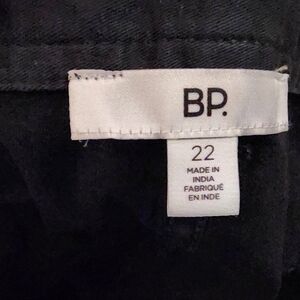 BP.
22
MADE IN
INDIA
FABRIQUÉ
EN INDE